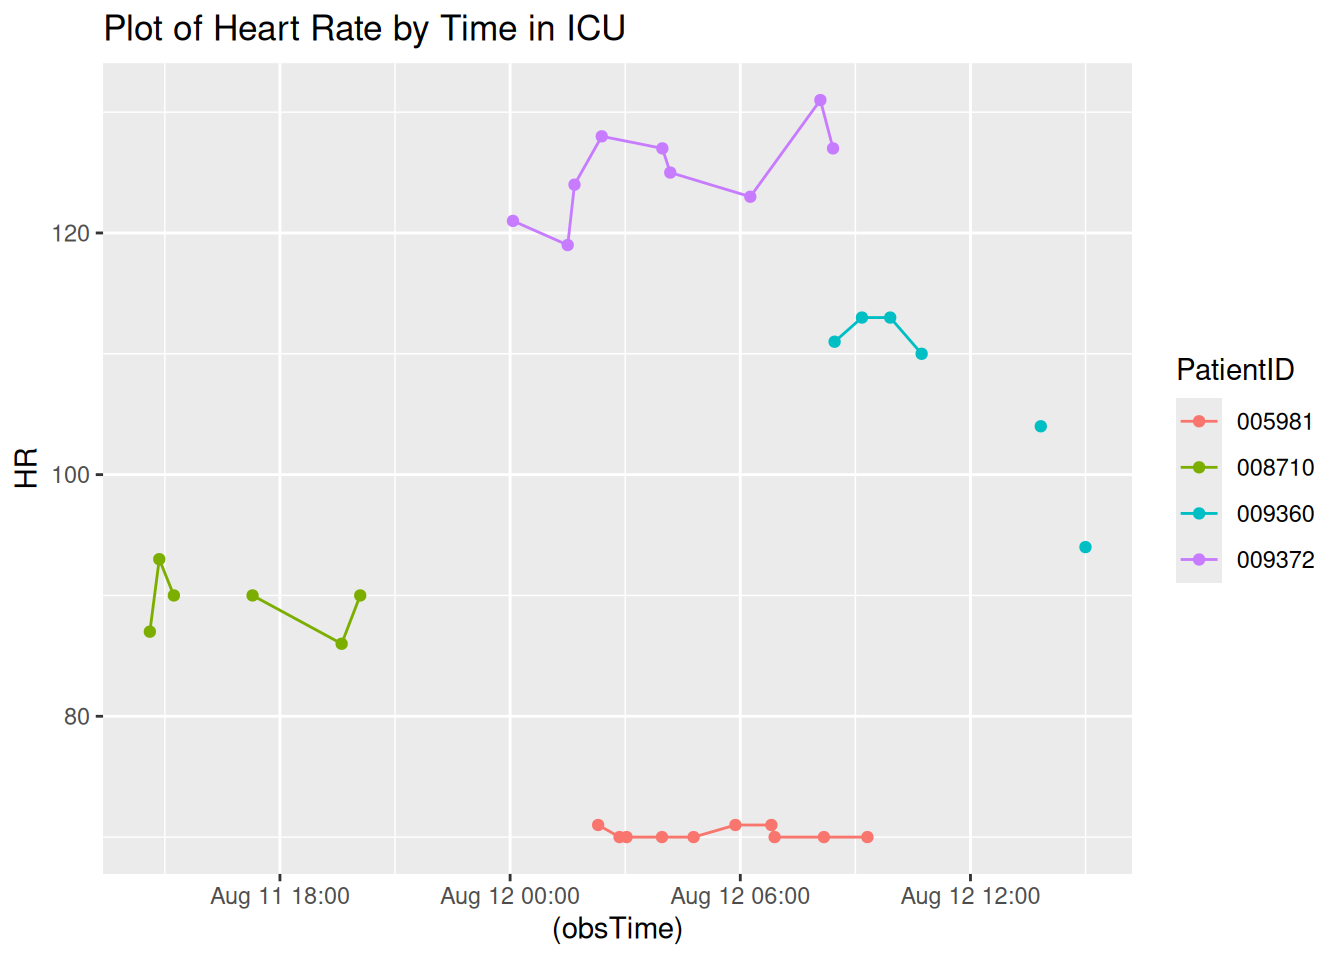 Plot of Heart Rate by Time in ICU
HR
120
100
80
Aug 11 18:00
Aug 12 00:00
Aug 12 06:00
Aug 12 12:00
(obsTime)
PatientID
005981
008710
009360
009372